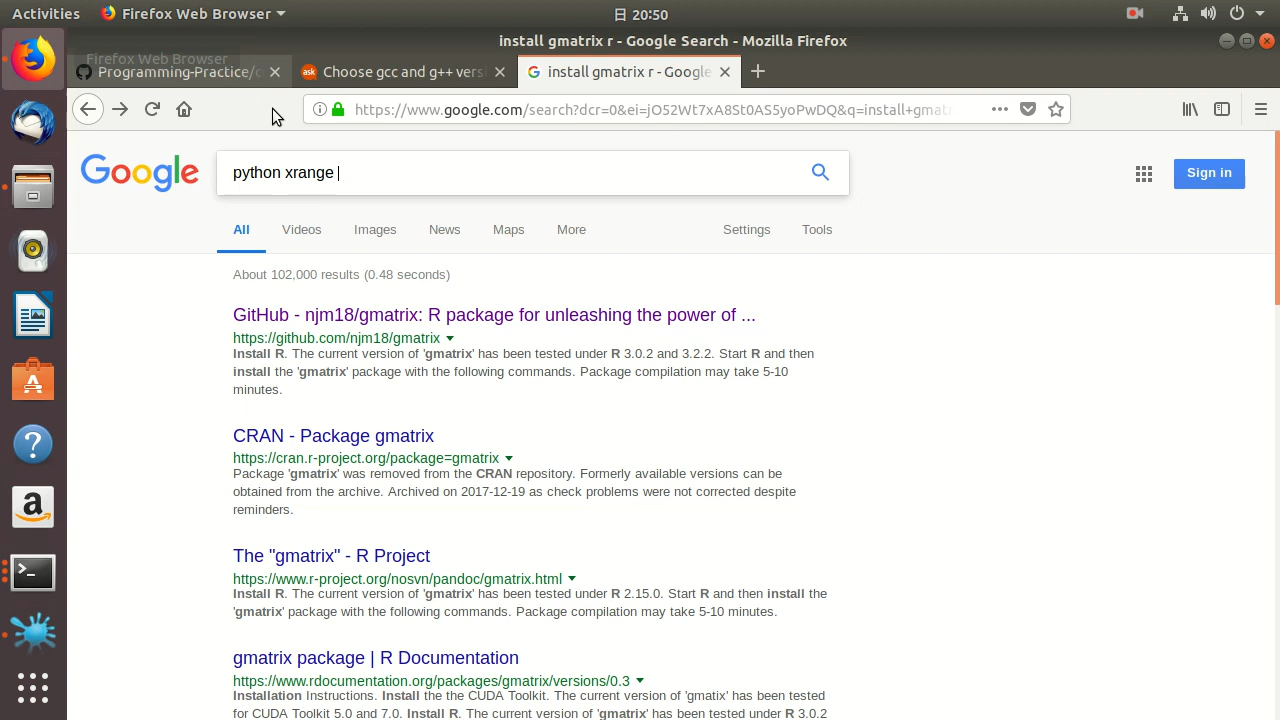 Activities
Firefox Web Browser
日 20:50
install gmatrix r - Google Search - Mozilla Firefox
Firefox Web Browser
Programming-Practice/
ask
Choose gcc and g++ versi
install gmatrix r - Google
https://www.google.com/search?dcr=0&ei=jO52Wt7xA8St0AS5yoPwDQ&q=install+gmatr
Google
python xrange
Sign in
All
Videos
Images
News
Maps
More
Settings
Tools
About 102,000 results (0.48 seconds)
GitHub - njm18/gmatrix: R package for unleashing the power of ...
https://github.com/njm18/gmatrix
Install R. The current version of 'gmatrix' has been tested under R 3.0.2 and 3.2.2. Start R and then
install the 'gmatrix' package with the following commands. Package compilation may take 5-10
minutes.
CRAN - Package gmatrix
https://cran.r-project.org/package=gmatrix
Package 'gmatrix' was removed from the CRAN repository. Formerly available versions can be
obtained from the archive. Archived on 2017-12-19 as check problems were not corrected despite
reminders.
The "gmatrix" - R Project
https://www.r-project.org/nosvn/pandoc/gmatrix.html
Install R. The current version of 'gmatrix' has been tested under R 2.15.0. Start R and then install the
'gmatrix' package with the following commands. Package compilation may take 5-10 minutes.
gmatrix package | R Documentation
https://www.rdocumentation.org/packages/gmatrix/versions/0.3
Installation Instructions. Install the the CUDA Toolkit. The current version of 'gmatix' has been tested
for CUDA Toolkit 5.0 and 7.0. Install R. The current version of 'gmatrix' has been tested under R 3.0.2